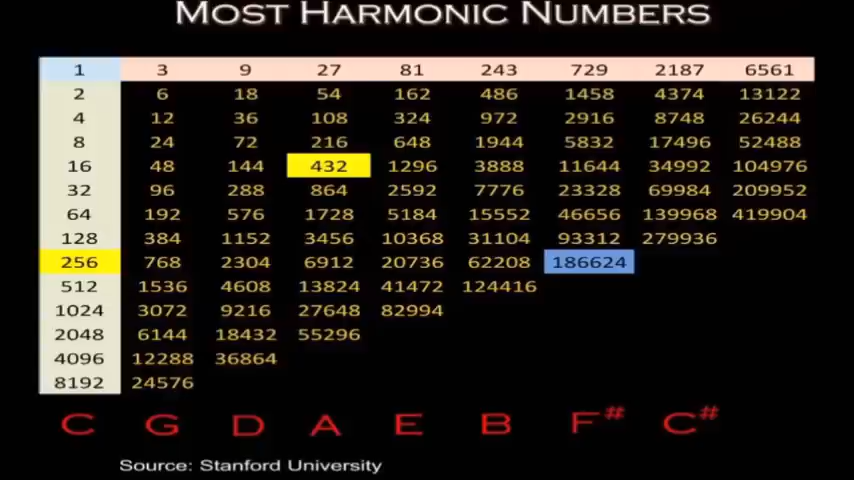 MOST HARMONIC NUMBERS
1 3 9 27 81 243 729 2187 6561
2 6 18 54 162 486 1458 4374 13122
4 12 36 108 324 972 2916 8748 26244
8 24 72 216 648 1944 5832 17496 52488
16 48 144 432 1296 3888 11644 34992 104976
32 96 288 864 2592 7776 23328 69984 209952
64 192 576 1728 5184 15552 46656 139968 419904
128 384 1152 3456 10368 31104 93312 279936
256 768 2304 6912 20736 62208 186624
512 1536 4608 13824 41472 124416
1024 3072 9216 27648 82994
2048 6144 18432 55296
4096 12288 36864
8192 24576
C G D A E B F# C#
Source: Stanford University